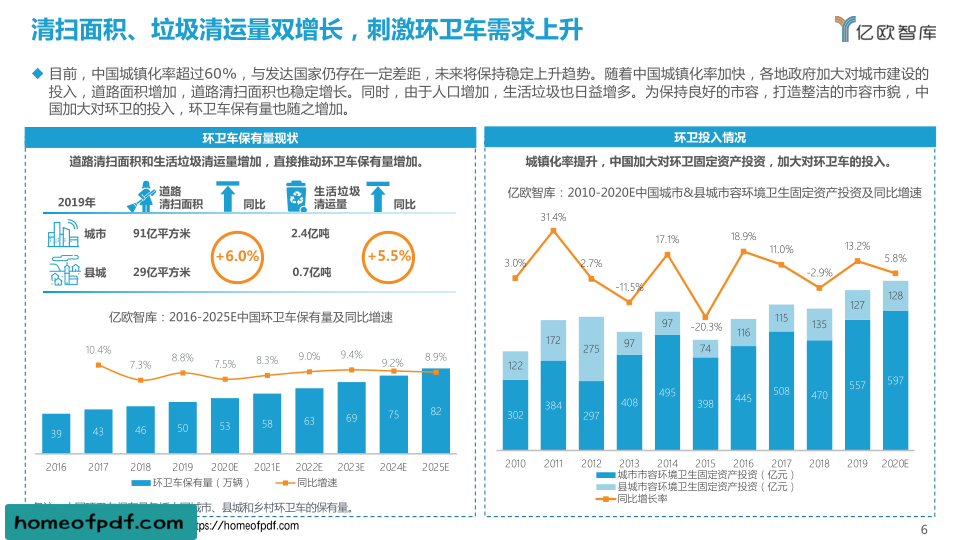 清扫面积、垃圾清运量双增长，刺激环卫车需求上升
亿欧智库
目前，中国城镇化率超过60%，与发达国家仍存在一定差距，未来将保持稳定上升趋势。随着中国城镇化率加快，各地政府加大对城市建设的
投入，道路面积增加，道路清扫面积也稳定增长。同时，由于人口增加，生活垃圾也日益增多。为保持良好的市容，打造整洁的市容市貌，中
国加大对环卫的投入，环卫车保有量也随之增加。
环卫车保有量现状
道路清扫面积和生活垃圾清运量增加，直接推动环卫车保有量增加。
2019年
道路
清扫面积
同比
生活垃圾
清运量
同比
城市
91亿平方米
2.4亿吨
+6.0%
+5.5%
县城
29亿平方米
0.7亿吨
亿欧智库：2016-2025E中国环卫车保有量及同比增速
10.4%
7.3%
8.8%
7.5%
8.3%
9.0%
9.4%
9.2%
8.9%
39
43
46
50
53
58
63
69
75
82
2016
2017
2018
2019
2020E
2021E
2022E
2023E
2024E
2025E
环卫车保有量（万辆）
同比增速
城市、县城和乡村环卫车的保有量。
环卫投入情况
城镇化率提升，中国加大对环卫固定资产投资，加大对环卫车的投入。
亿欧智库：2010-2020E中国城市&县城市容环境卫生固定资产投资及同比增速
3.0%
31.4%
2.7%
-11.5%
17.1%
-20.3%
18.9%
11.0%
-2.9%
13.2%
5.8%
122
172
275
97
97
74
116
115
135
127
128
302
384
297
408
495
398
445
508
470
557
597
2010
2011
2012
2013
2014
2015
2016
2017
2018
2019
2020E
城市市容环境卫生固定资产投资（亿元）
县城市容环境卫生固定资产投资（亿元）
同比增长率
homeofpdf.com
ttps://homeofpdf.com
6